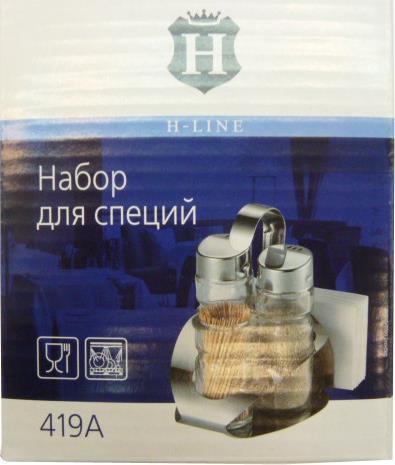 H
H-LINE
Набор
для специй
419A